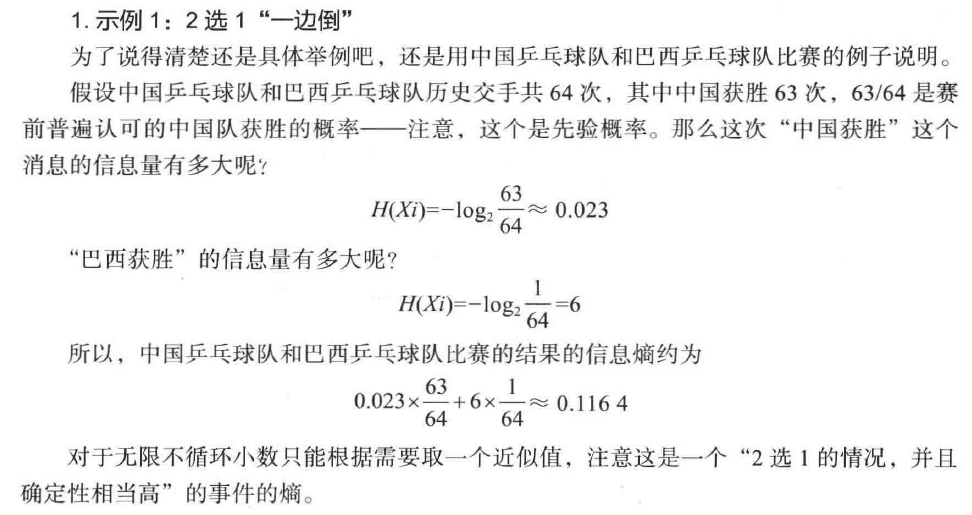 1. 示例 1：2 选 1 “一边倒”
为了说得清楚还是具体举例吧，还是用中国乒乓球队和巴西乒乓球队比赛的例子说明。
假设中国乒乓球队和巴西乒乓球队历史交手共 64 次，其中中国获胜 63 次，63/64 是赛
前普遍认可的中国队获胜的概率——注意，这个是先验概率。那么这次“中国获胜”这个
消息的信息量有多大呢？
H(Xi)=-log₂ 63/64 ≈ 0.023
“巴西获胜”的信息量有多大呢？
H(Xi)=-log₂ 1/64 =6
所以，中国乒乓球队和巴西乒乓球队比赛的结果的信息熵约为
0.023× 63/64 +6× 1/64 ≈ 0.116 4
对于无限不循环小数只能根据需要取一个近似值，注意这是一个“2 选 1 的情况，并且
确定性相当高”的事件的熵。